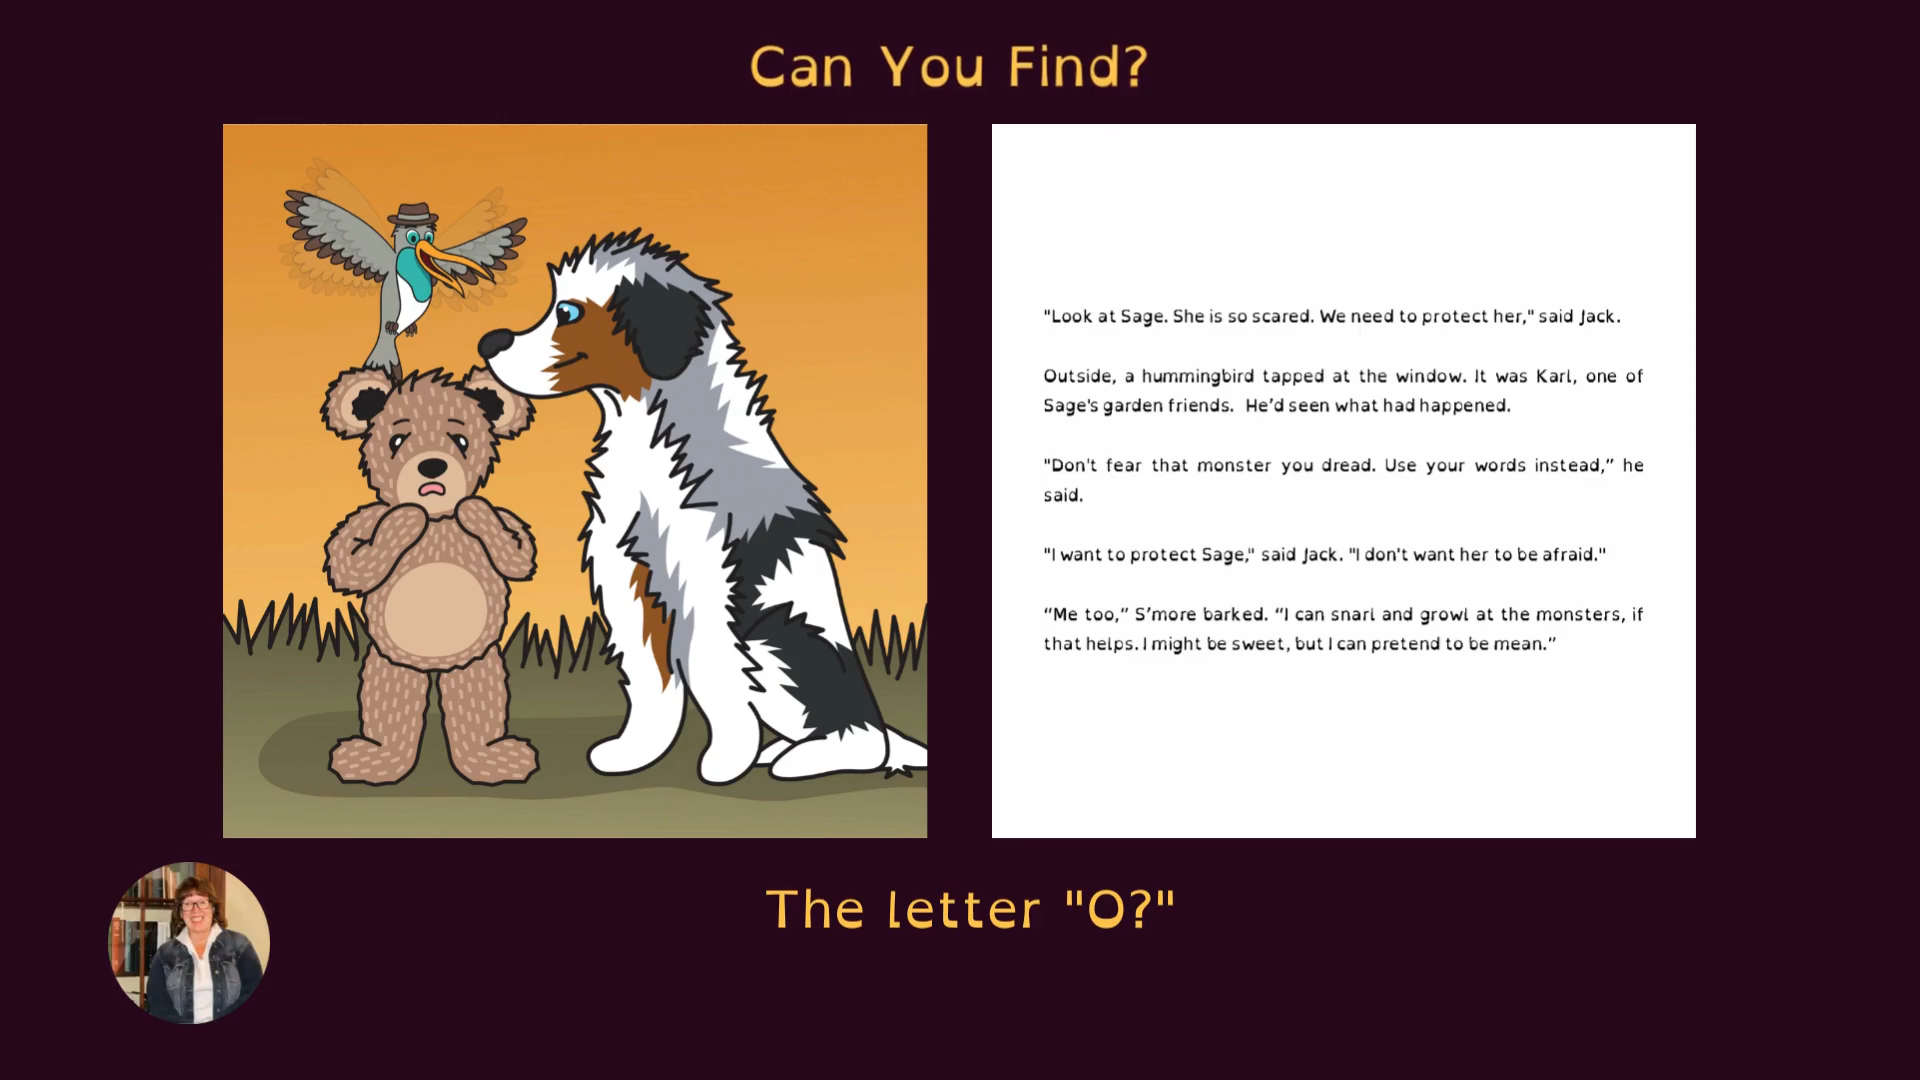 Can You Find?
"Look at Sage. She is so scared. We need to protect her," said Jack.
Outside, a hummingbird tapped at the window. It was Karl, one of
Sage's garden friends.  He’d seen what had happened.
"Don't fear that monster you dread. Use your words instead,” he
said.
"I want to protect Sage," said Jack. "I don't want her to be afraid."
“Me too,” S’more barked. “I can snarl and growl at the monsters, if
that helps. I might be sweet, but I can pretend to be mean.”
The letter "O?"